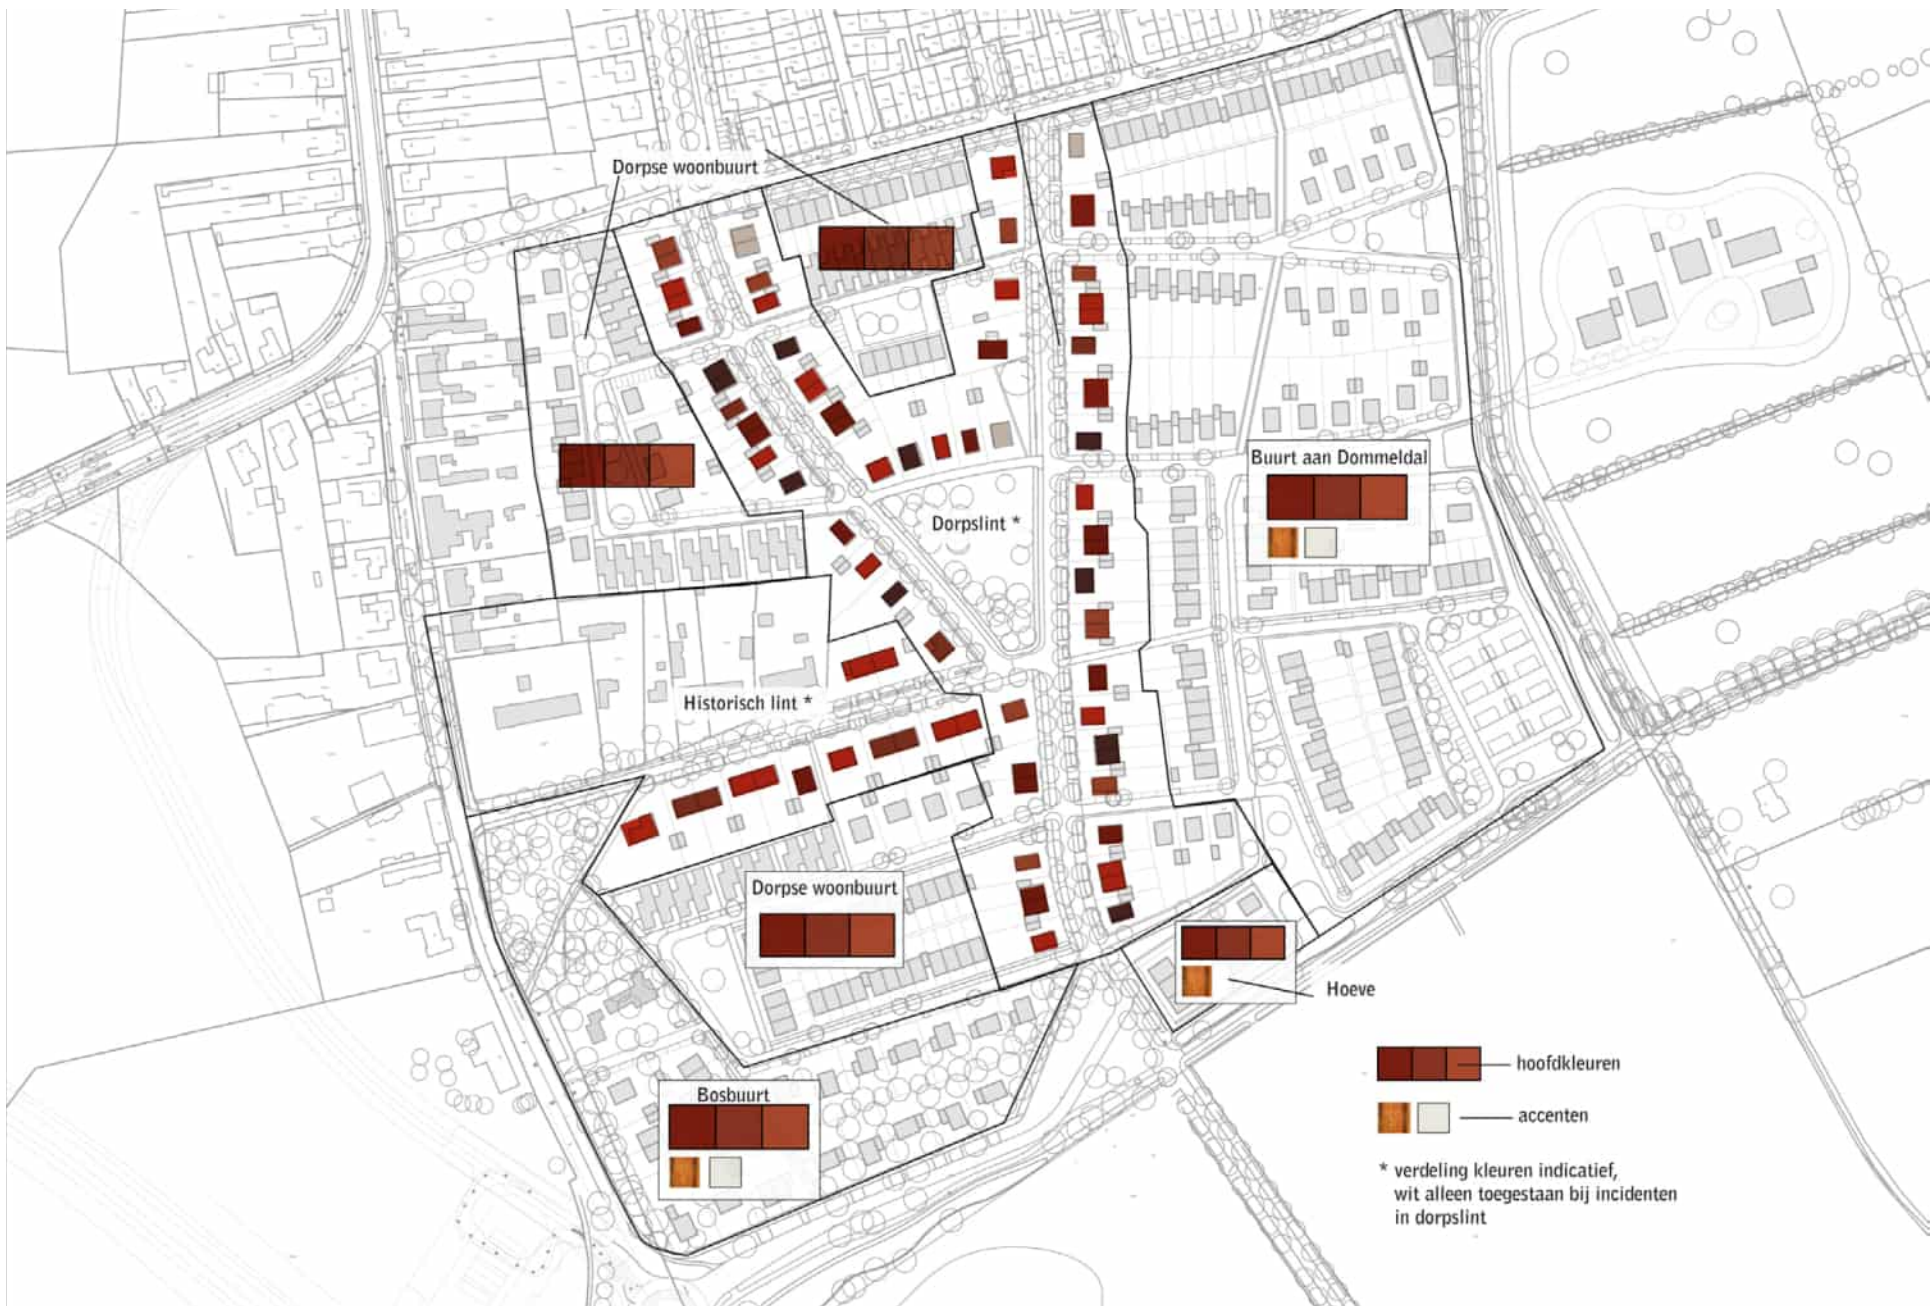 Dorpse woonbuurt
Buurt aan Dommeldal
Dorpslint *
Historisch lint *
Dorpse woonbuurt
Hoeve
Bosbuurt
hoofdkleuren
accenten
* verdeling kleuren indicatief,
wit alleen toegestaan bij incidenten
in dorpslint